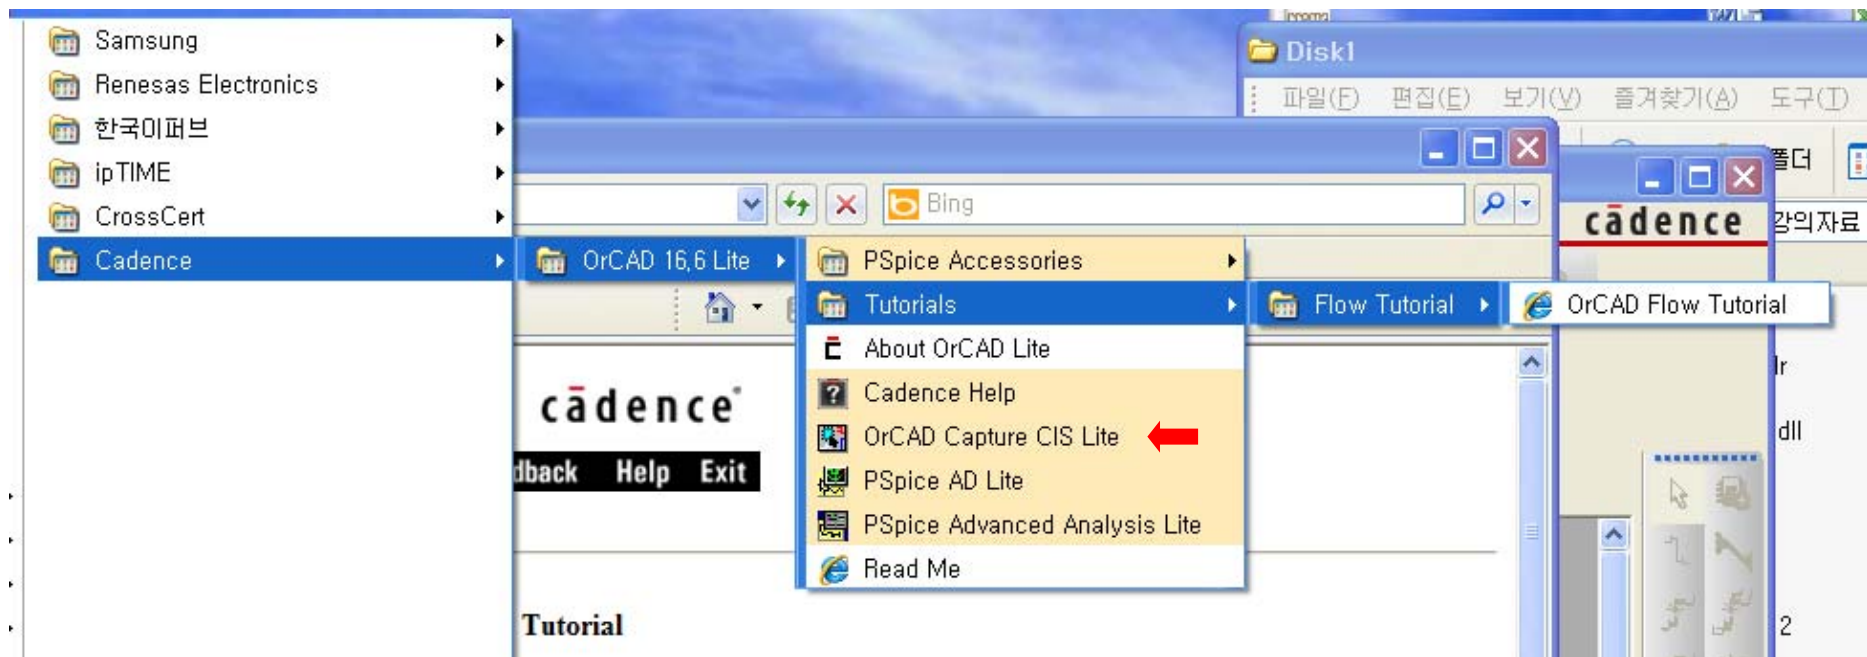 Samsung
Renesas Electronics
한국이퍼브
ipTIME
CrossCert
Cadence
OrCAD 16,6 Lite
PSpice Accessories
Tutorials
About OrCAD Lite
Cadence Help
OrCAD Capture CIS Lite
PSpice AD Lite
PSpice Advanced Analysis Lite
Read Me
Flow Tutorial
OrCAD Flow Tutorial
Disk1
파일(F) 편집(E) 보기(V) 즐겨찾기(A) 도구(T)
폴더
Bing
cādence
강의자료
cādence
dback Help Exit
Tutorial
lr
dll
2